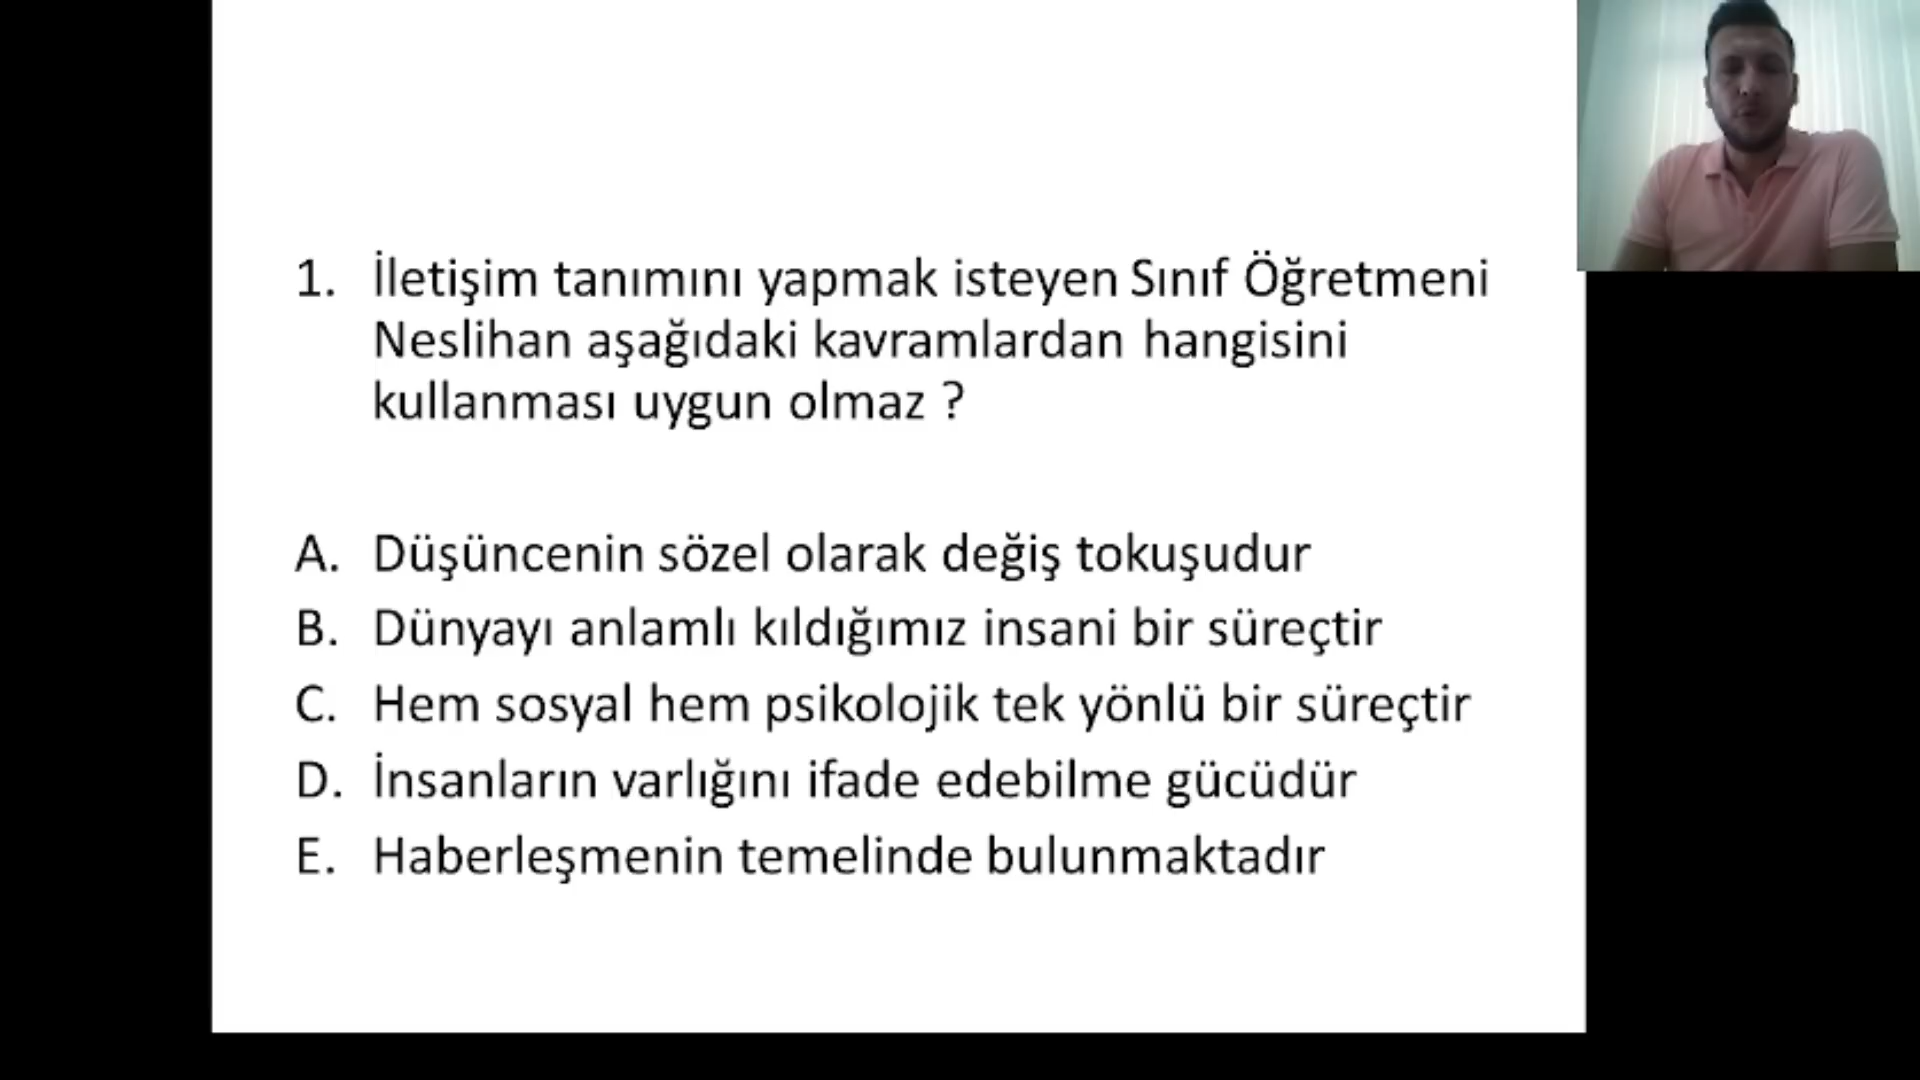 1. İletişim tanımını yapmak isteyen Sınıf Öğretmeni
Neslihan aşağıdaki kavramlardan hangisini
kullanması uygun olmaz ?
A. Düşüncenin sözel olarak değiş tokuşudur
B. Dünyayı anlamlı kıldığımız insani bir süreçtir
C. Hem sosyal hem psikolojik tek yönlü bir süreçtir
D. İnsanların varlığını ifade edebilme gücüdür
E. Haberleşmenin temelinde bulunmaktadır